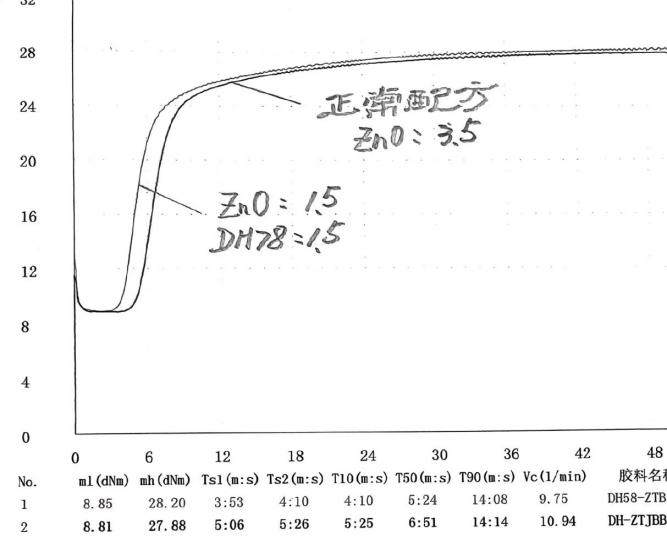 32
28
24
20
16
12
8
4
0
正常配方
ZnO: 3.5
ZnO = 1.5
DH78=1.5
0 6 12 18 24 30 36 42 48
No. ml(dNm) mh(dNm) Ts1(m:s) Ts2(m:s) T10(m:s) T50(m:s) T90(m:s) Vc(1/min) 胶料名称
1 8.85 28.20 3:53 4:10 4:10 5:24 14:08 9.75 DH58-ZTB
2 8.81 27.88 5:06 5:26 5:25 6:51 14:14 10.94 DH-ZTJBB